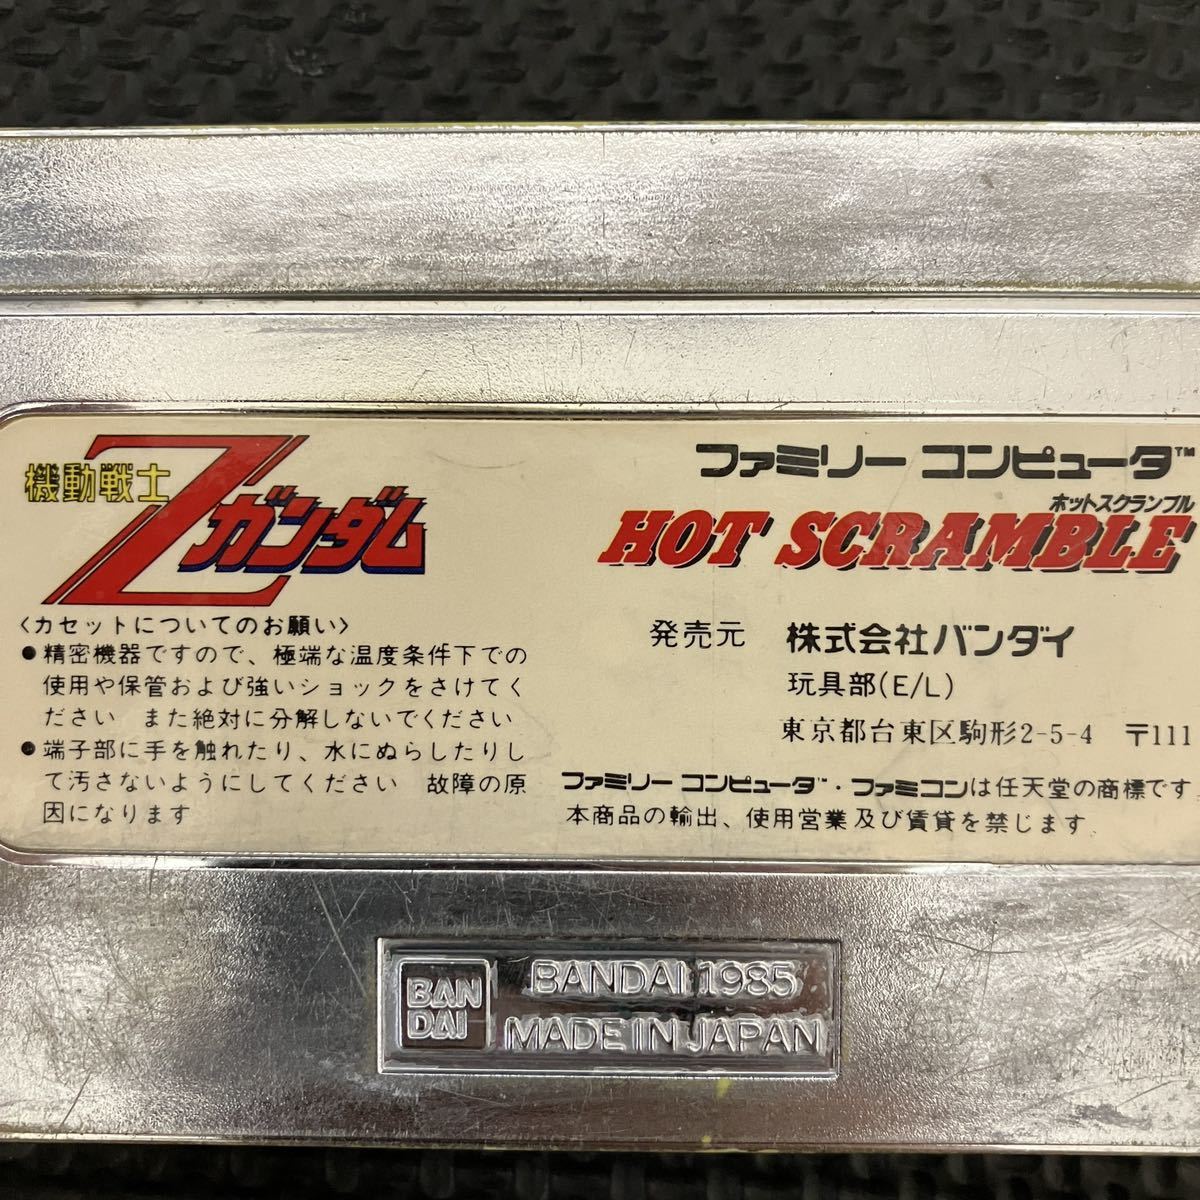 機動戦士
Zガンダム
〈カセットについてのお願い〉
●精密機器ですので、極端な温度条件下での
使用や保管および強いショックをさけてく
ださい また絶対に分解しないでください
●端子部に手を触れたり、水にぬらしたりし
て汚さないようにしてください 故障の原
因になります
ファミリー コンピュータ™
ホットスクランブル
HOT SCRAMBLE
発売元 株式会社バンダイ
玩具部(E/L)
東京都台東区駒形2-5-4 〒111
ファミリー コンピュータ™・ファミコンは任天堂の商標です
本商品の輸出、使用営業及び賃貸を禁じます
BAN
DAI
BANDAI 1985
MADE IN JAPAN